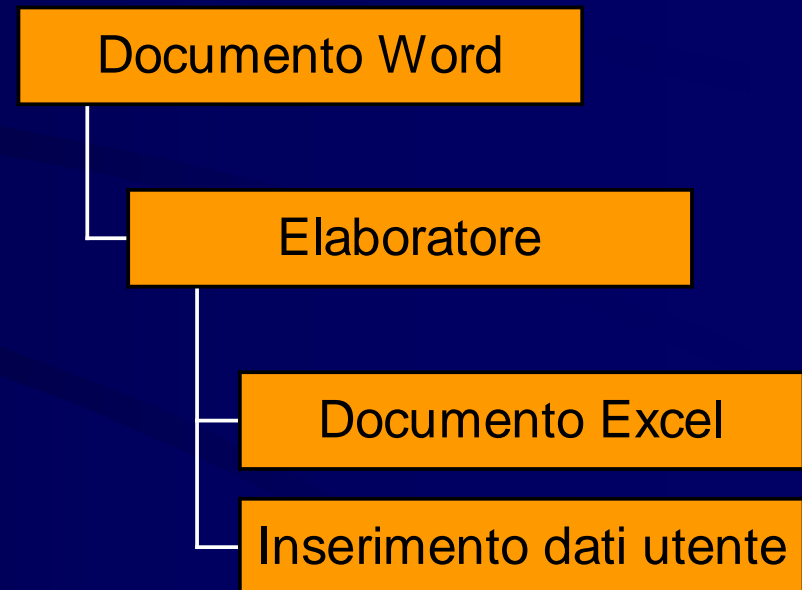 Documento Word
Elaboratore
Documento Excel
Inserimento dati utente